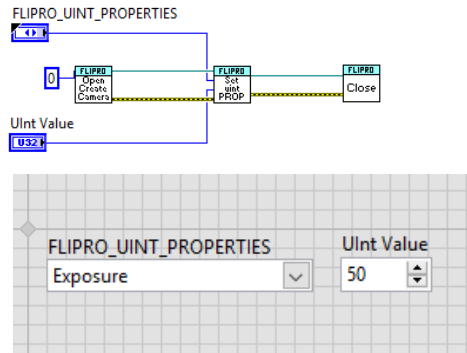 FLIPRO_UINT_PROPERTIES
0
FLIPRO
Open
Create
Camera
FLIPRO
Set
uint
PROP
FLIPRO
Close
UInt Value
U32
FLIPRO_UINT_PROPERTIES
UInt Value
Exposure
50